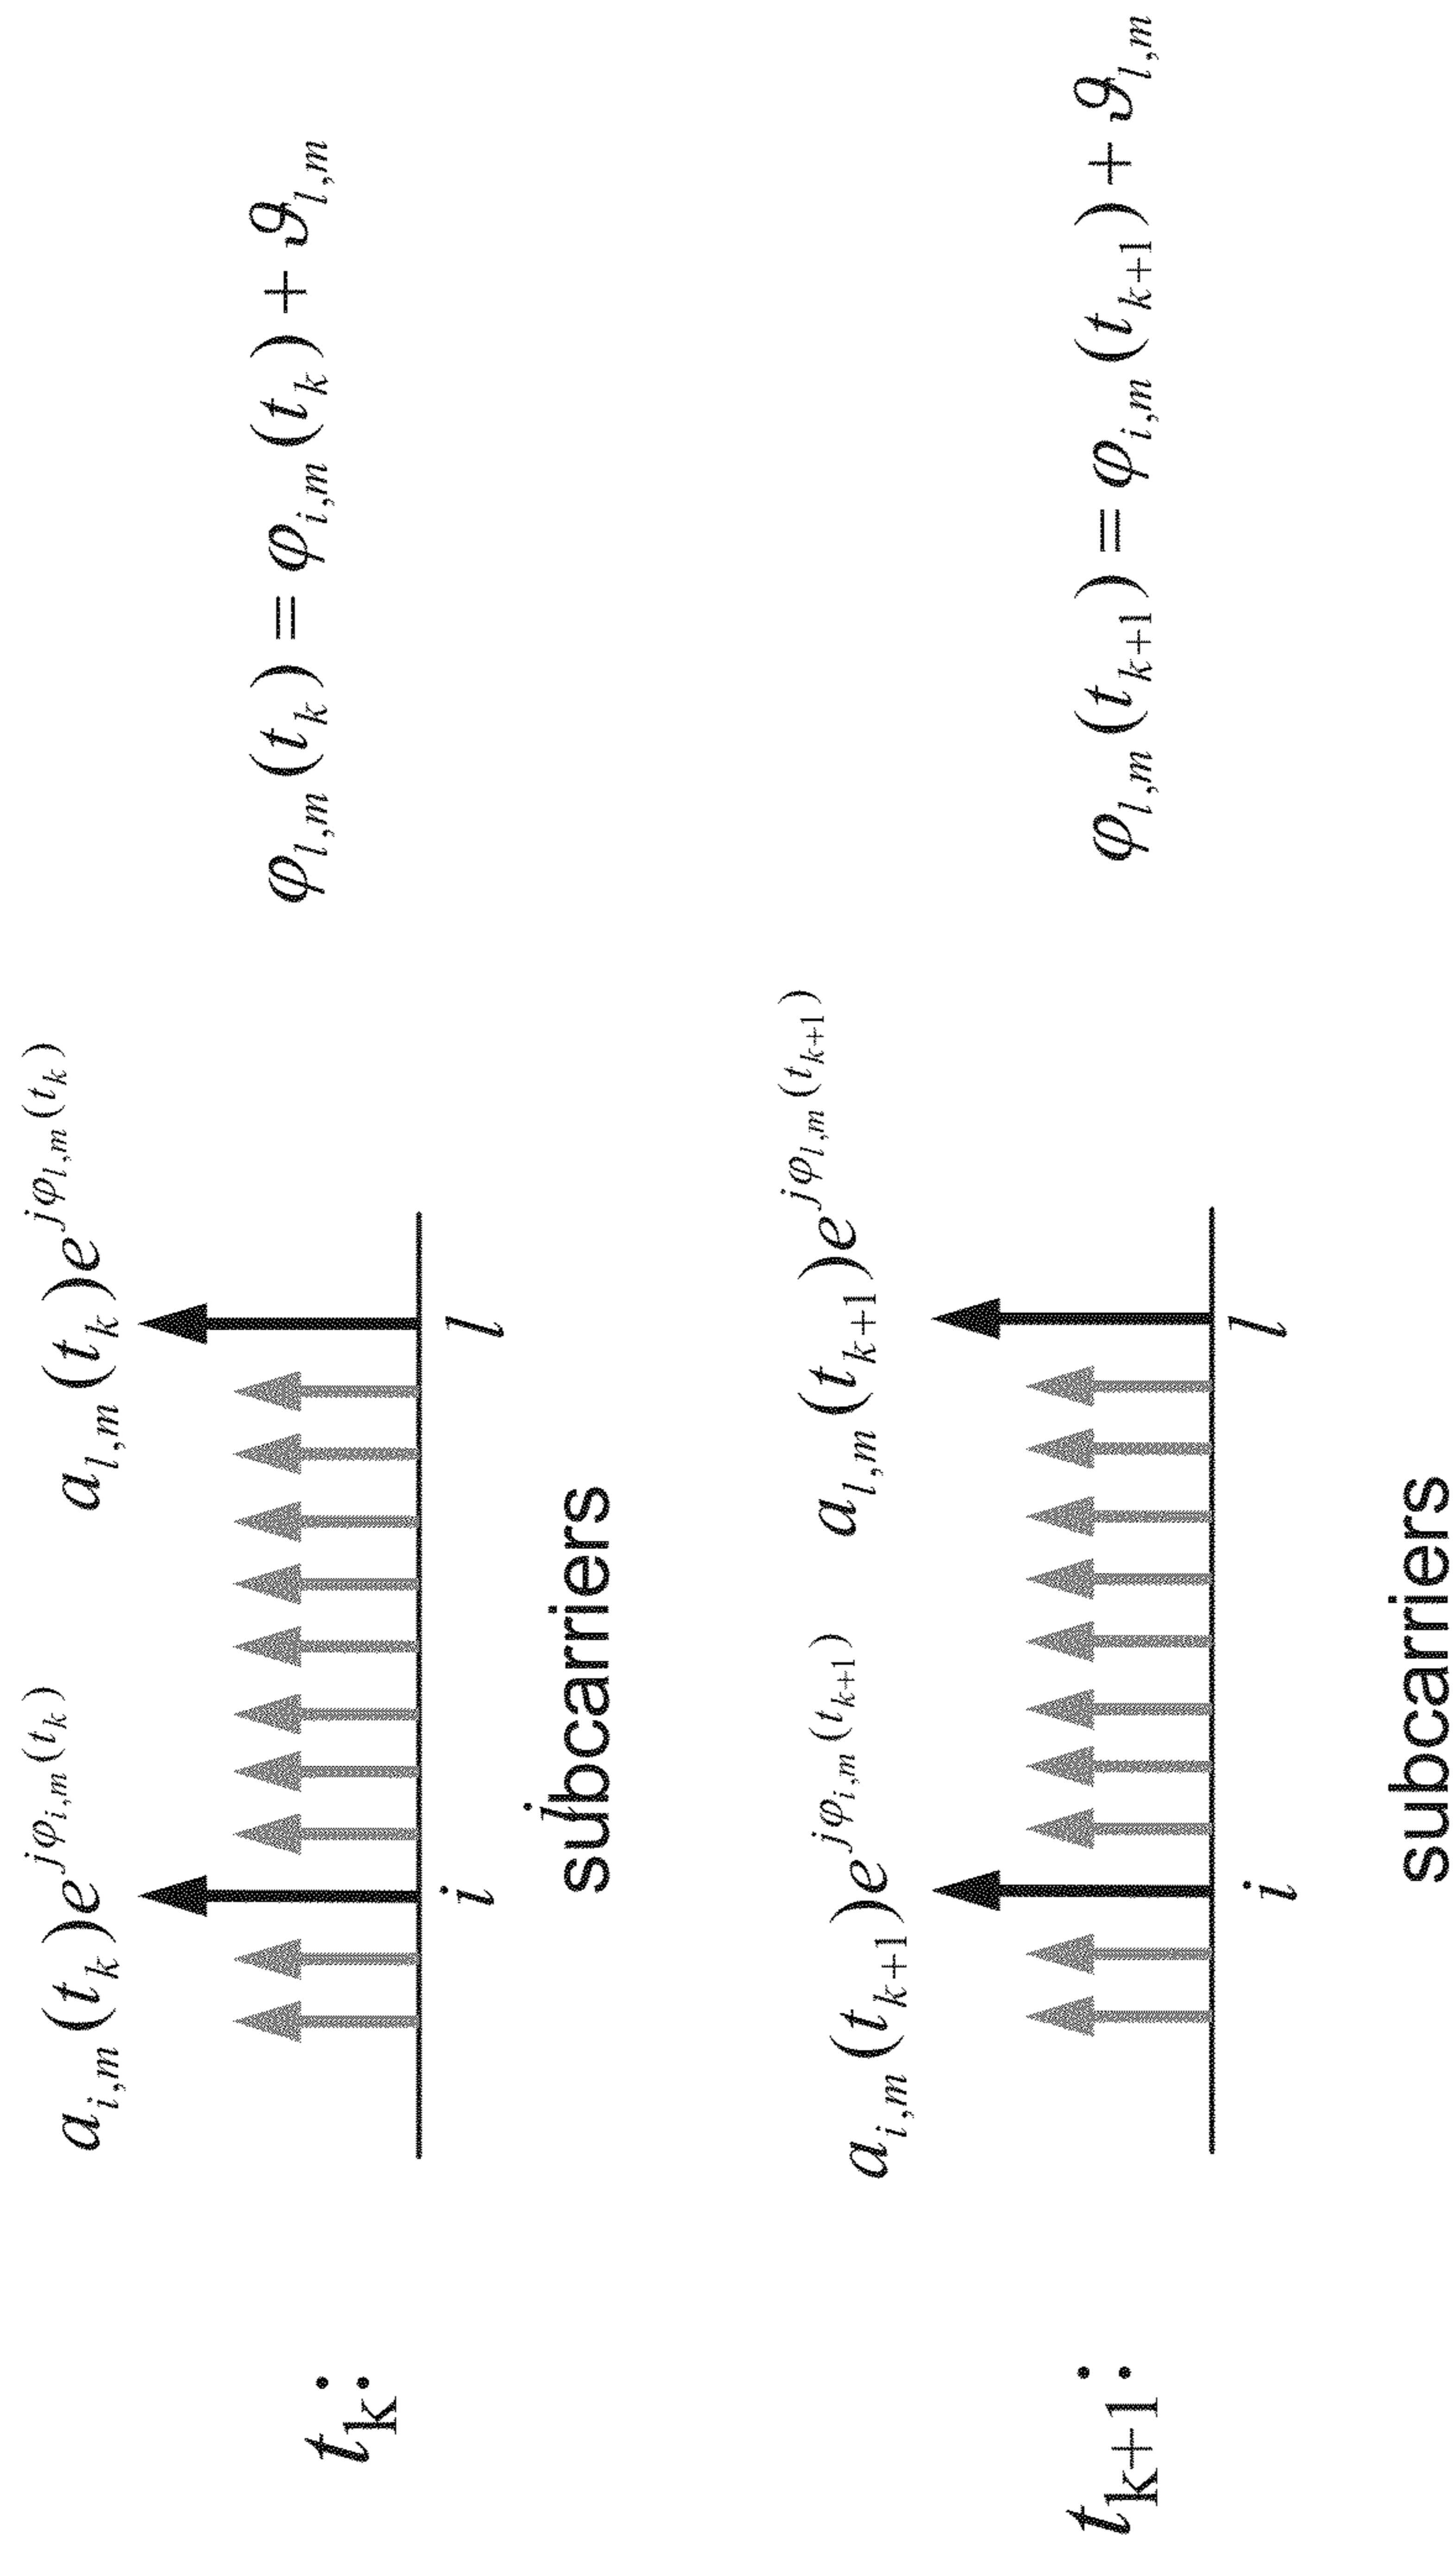 a_{i,m}(t_k)e^{jφ_{i,m}(t_k)} a_{l,m}(t_k)e^{jφ_{l,m}(t_k)}
t_k: φ_{l,m}(t_k) = φ_{i,m}(t_k) + ϑ_{l,m}
i l
i
subcarriers
a_{i,m}(t_{k+1})e^{jφ_{i,m}(t_{k+1})} a_{l,m}(t_{k+1})e^{jφ_{l,m}(t_{k+1})}
t_{k+1}: φ_{l,m}(t_{k+1}) = φ_{i,m}(t_{k+1}) + ϑ_{l,m}
i l
subcarriers